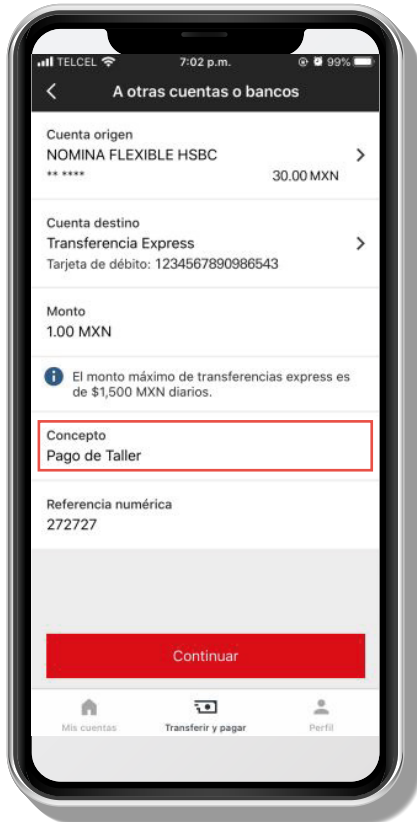 TELCEL 7:02 p.m. 99%
A otras cuentas o bancos
Cuenta origen
NOMINA FLEXIBLE HSBC
** **** 30.00 MXN
Cuenta destino
Transferencia Express
Tarjeta de débito: 1234567890986543
Monto
1.00 MXN
El monto máximo de transferencias express es
de $1,500 MXN diarios.
Concepto
Pago de Taller
Referencia numérica
272727
Continuar
Mis cuentas Transferir y pagar Perfil